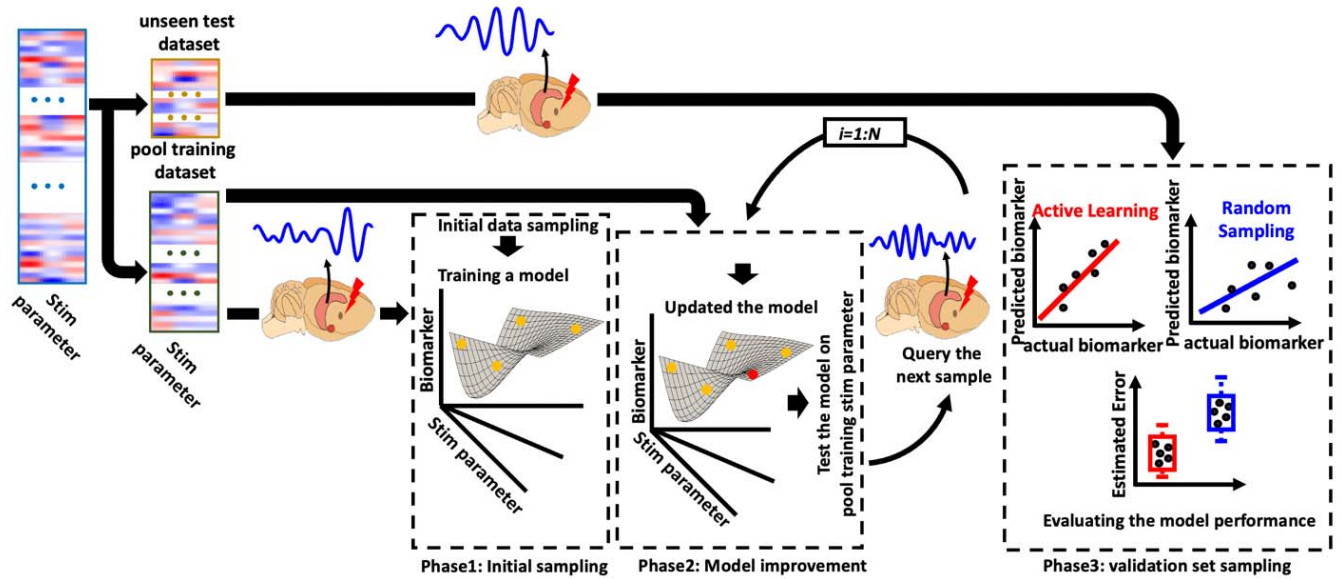 unseen test
dataset
pool training
dataset
Stim
parameter
Stim
parameter
Initial data sampling
Training a model
Biomarker
Stim parameter
Phase1: Initial sampling
i=1:N
Updated the model
Biomarker
Stim parameter
Test the model on
pool training stim parameter
Phase2: Model improvement
Query the
next sample
Active Learning
Predicted biomarker
actual biomarker
Random
Sampling
Predicted biomarker
actual biomarker
Estimated Error
Evaluating the model performance
Phase3: validation set sampling